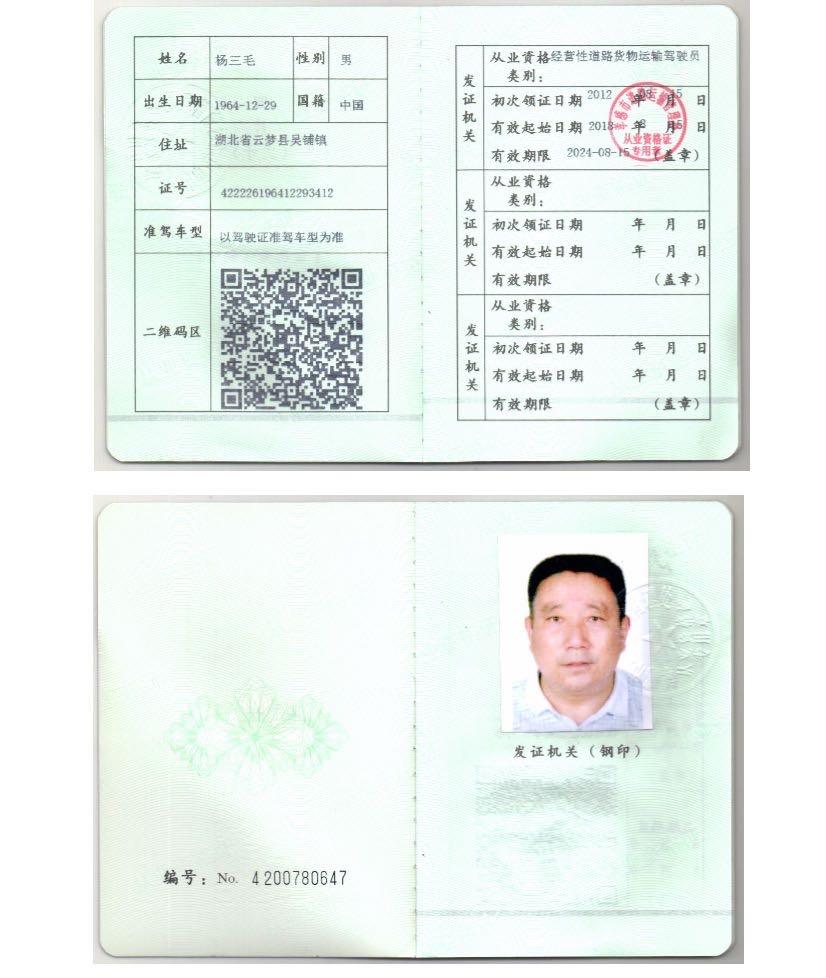 姓名 杨三毛 性别 男
出生日期 1964-12-29 国籍 中国
住址 湖北省云梦县吴铺镇
证号 422226196412293412
准驾车型 以驾驶证准驾车型为准
二维码区
发证机关
从业资格类别： 经营性道路货物运输驾驶员
初次领证日期 2012 年 08 月 15 日
有效起始日期 2018 年 8 月 15 日
有效期限 2024-08-15 （盖章）
从业资格证
专用章
发证机关
从业资格
类别：
初次领证日期 年 月 日
有效起始日期 年 月 日
有效期限 （盖章）
发证机关
从业资格
类别：
初次领证日期 年 月 日
有效起始日期 年 月 日
有效期限 （盖章）
发证机关（钢印）
编号：No. 4200780647